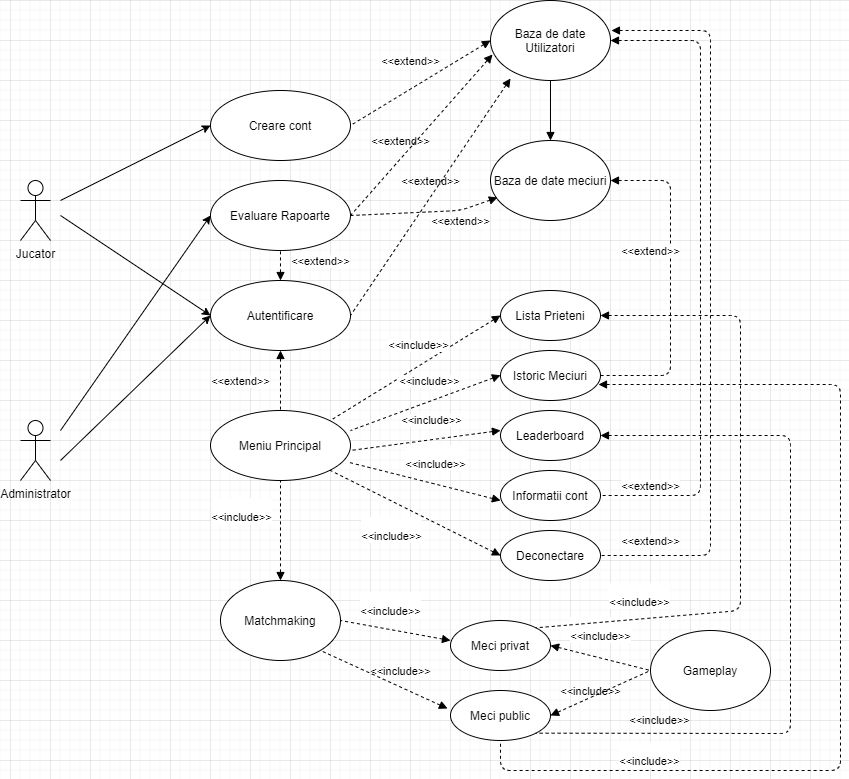 Baza de date
Utilizatori
<<extend>>
Creare cont
<<extend>>
<<extend>>
Baza de date meciuri
Jucator
Evaluare Rapoarte
<<extend>>
<<extend>>
<<extend>>
Autentificare
Lista Prieteni
<<include>>
<<extend>>
<<include>>
Istoric Meciuri
<<include>>
Meniu Principal
Leaderboard
<<include>>
Administrator
Informatii cont
<<extend>>
<<include>>
<<include>>
Deconectare
<<extend>>
Matchmaking
<<include>>
<<include>>
Meci privat
<<include>>
<<include>>
Gameplay
<<include>>
Meci public
<<include>>
<<include>>